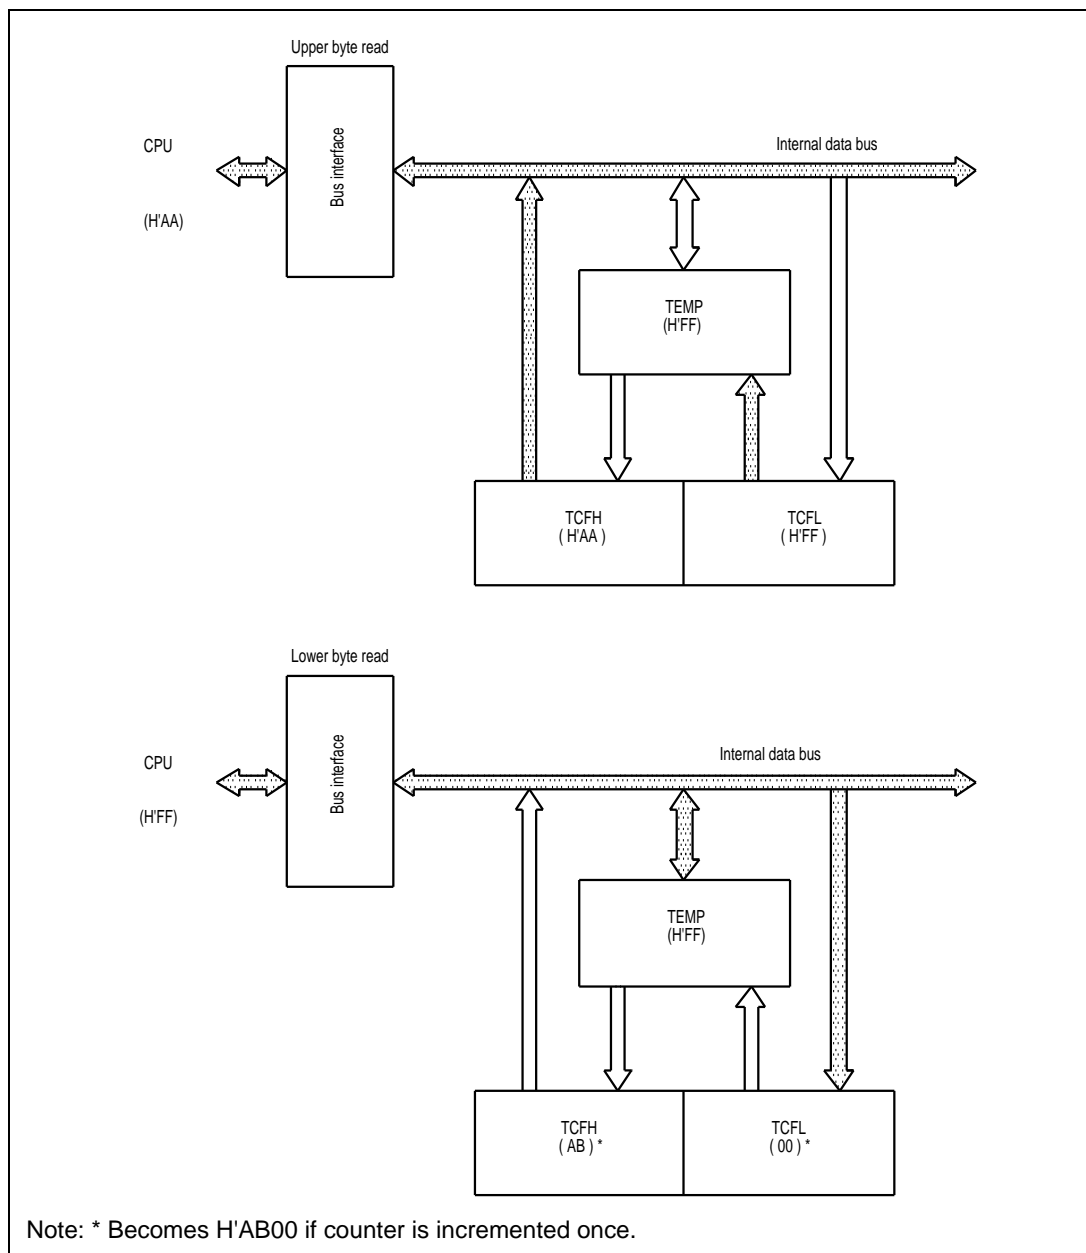 Upper byte read
CPU
(H'AA)
Bus interface
Internal data bus
TEMP
(H'FF)
TCFH
( H'AA )
TCFL
( H'FF )
Lower byte read
CPU
(H'FF)
Bus interface
Internal data bus
TEMP
(H'FF)
TCFH
( AB ) *
TCFL
( 00 ) *
Note: * Becomes H'AB00 if counter is incremented once.